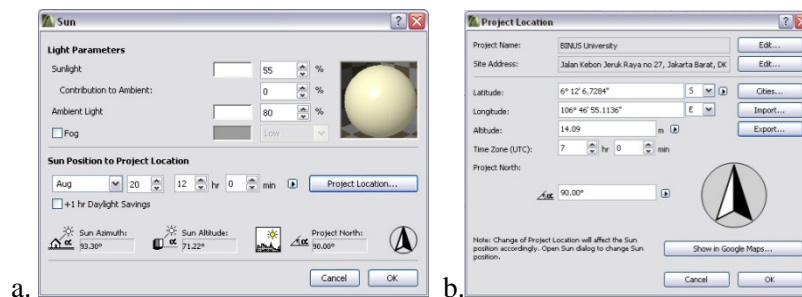 Sun
Light Parameters
Sunlight 55 %
Contribution to Ambient: 0 %
Ambient Light 80 %
Fog Low
Sun Position to Project Location
Aug 20 12 hr 0 min Project Location...
+1 hr Daylight Savings
Sun Azimuth: 93.30° Sun Altitude: 71.22° Project North: 90.00°
Cancel OK
a.
Project Location
Project Name: BINUS University Edit...
Site Address: Jalan Kebon Jeruk Raya no 27, Jakarta Barat, DK Edit...
Latitude: 6° 12' 6.7284" S Cities...
Longitude: 106° 46' 55.1136" E Import...
Altitude: 14.09 m Export...
Time Zone (UTC): 7 hr 0 min
Project North:
90.00°
Note: Change of Project
Location will affect the Sun
position accordingly. Open
Sun dialog to change Sun
position.
Show in Google Maps...
Cancel OK
b.